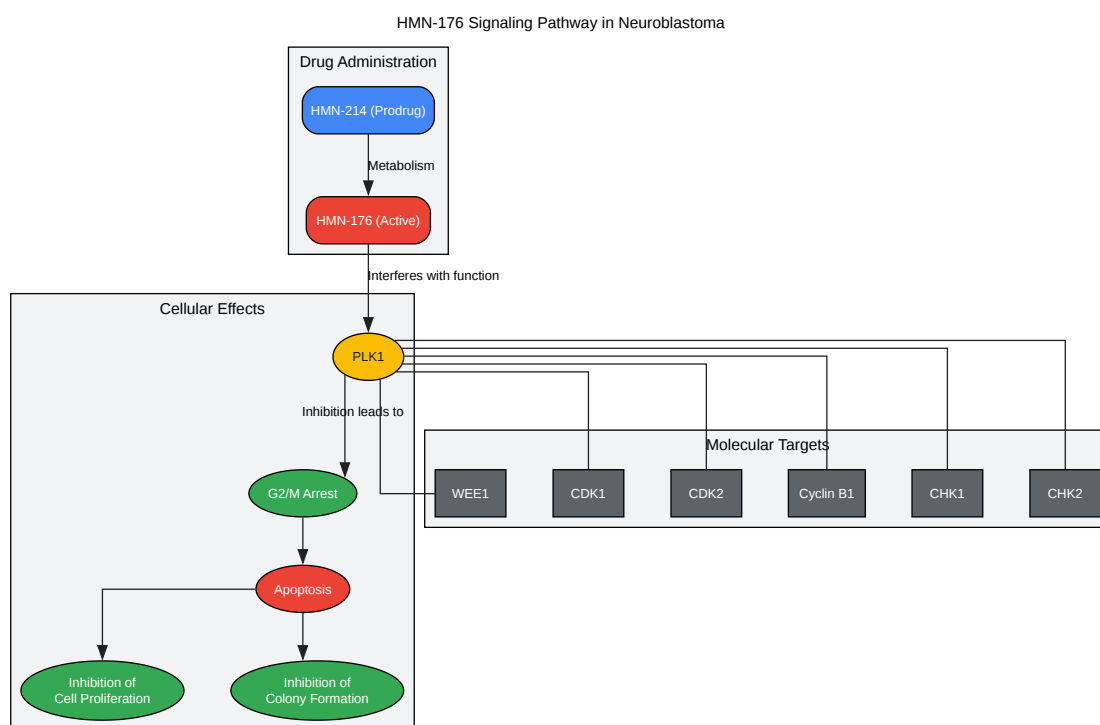 HMN-176 Signaling Pathway in Neuroblastoma
Drug Administration
HMN-214 (Prodrug)
Metabolism
HMN-176 (Active)
Interferes with function
Cellular Effects
PLK1
Inhibition leads to
Molecular Targets
G2/M Arrest
WEE1
CDK1
CDK2
Cyclin B1
CHK1
CHK2
Apoptosis
Inhibition of
Cell Proliferation
Inhibition of
Colony Formation